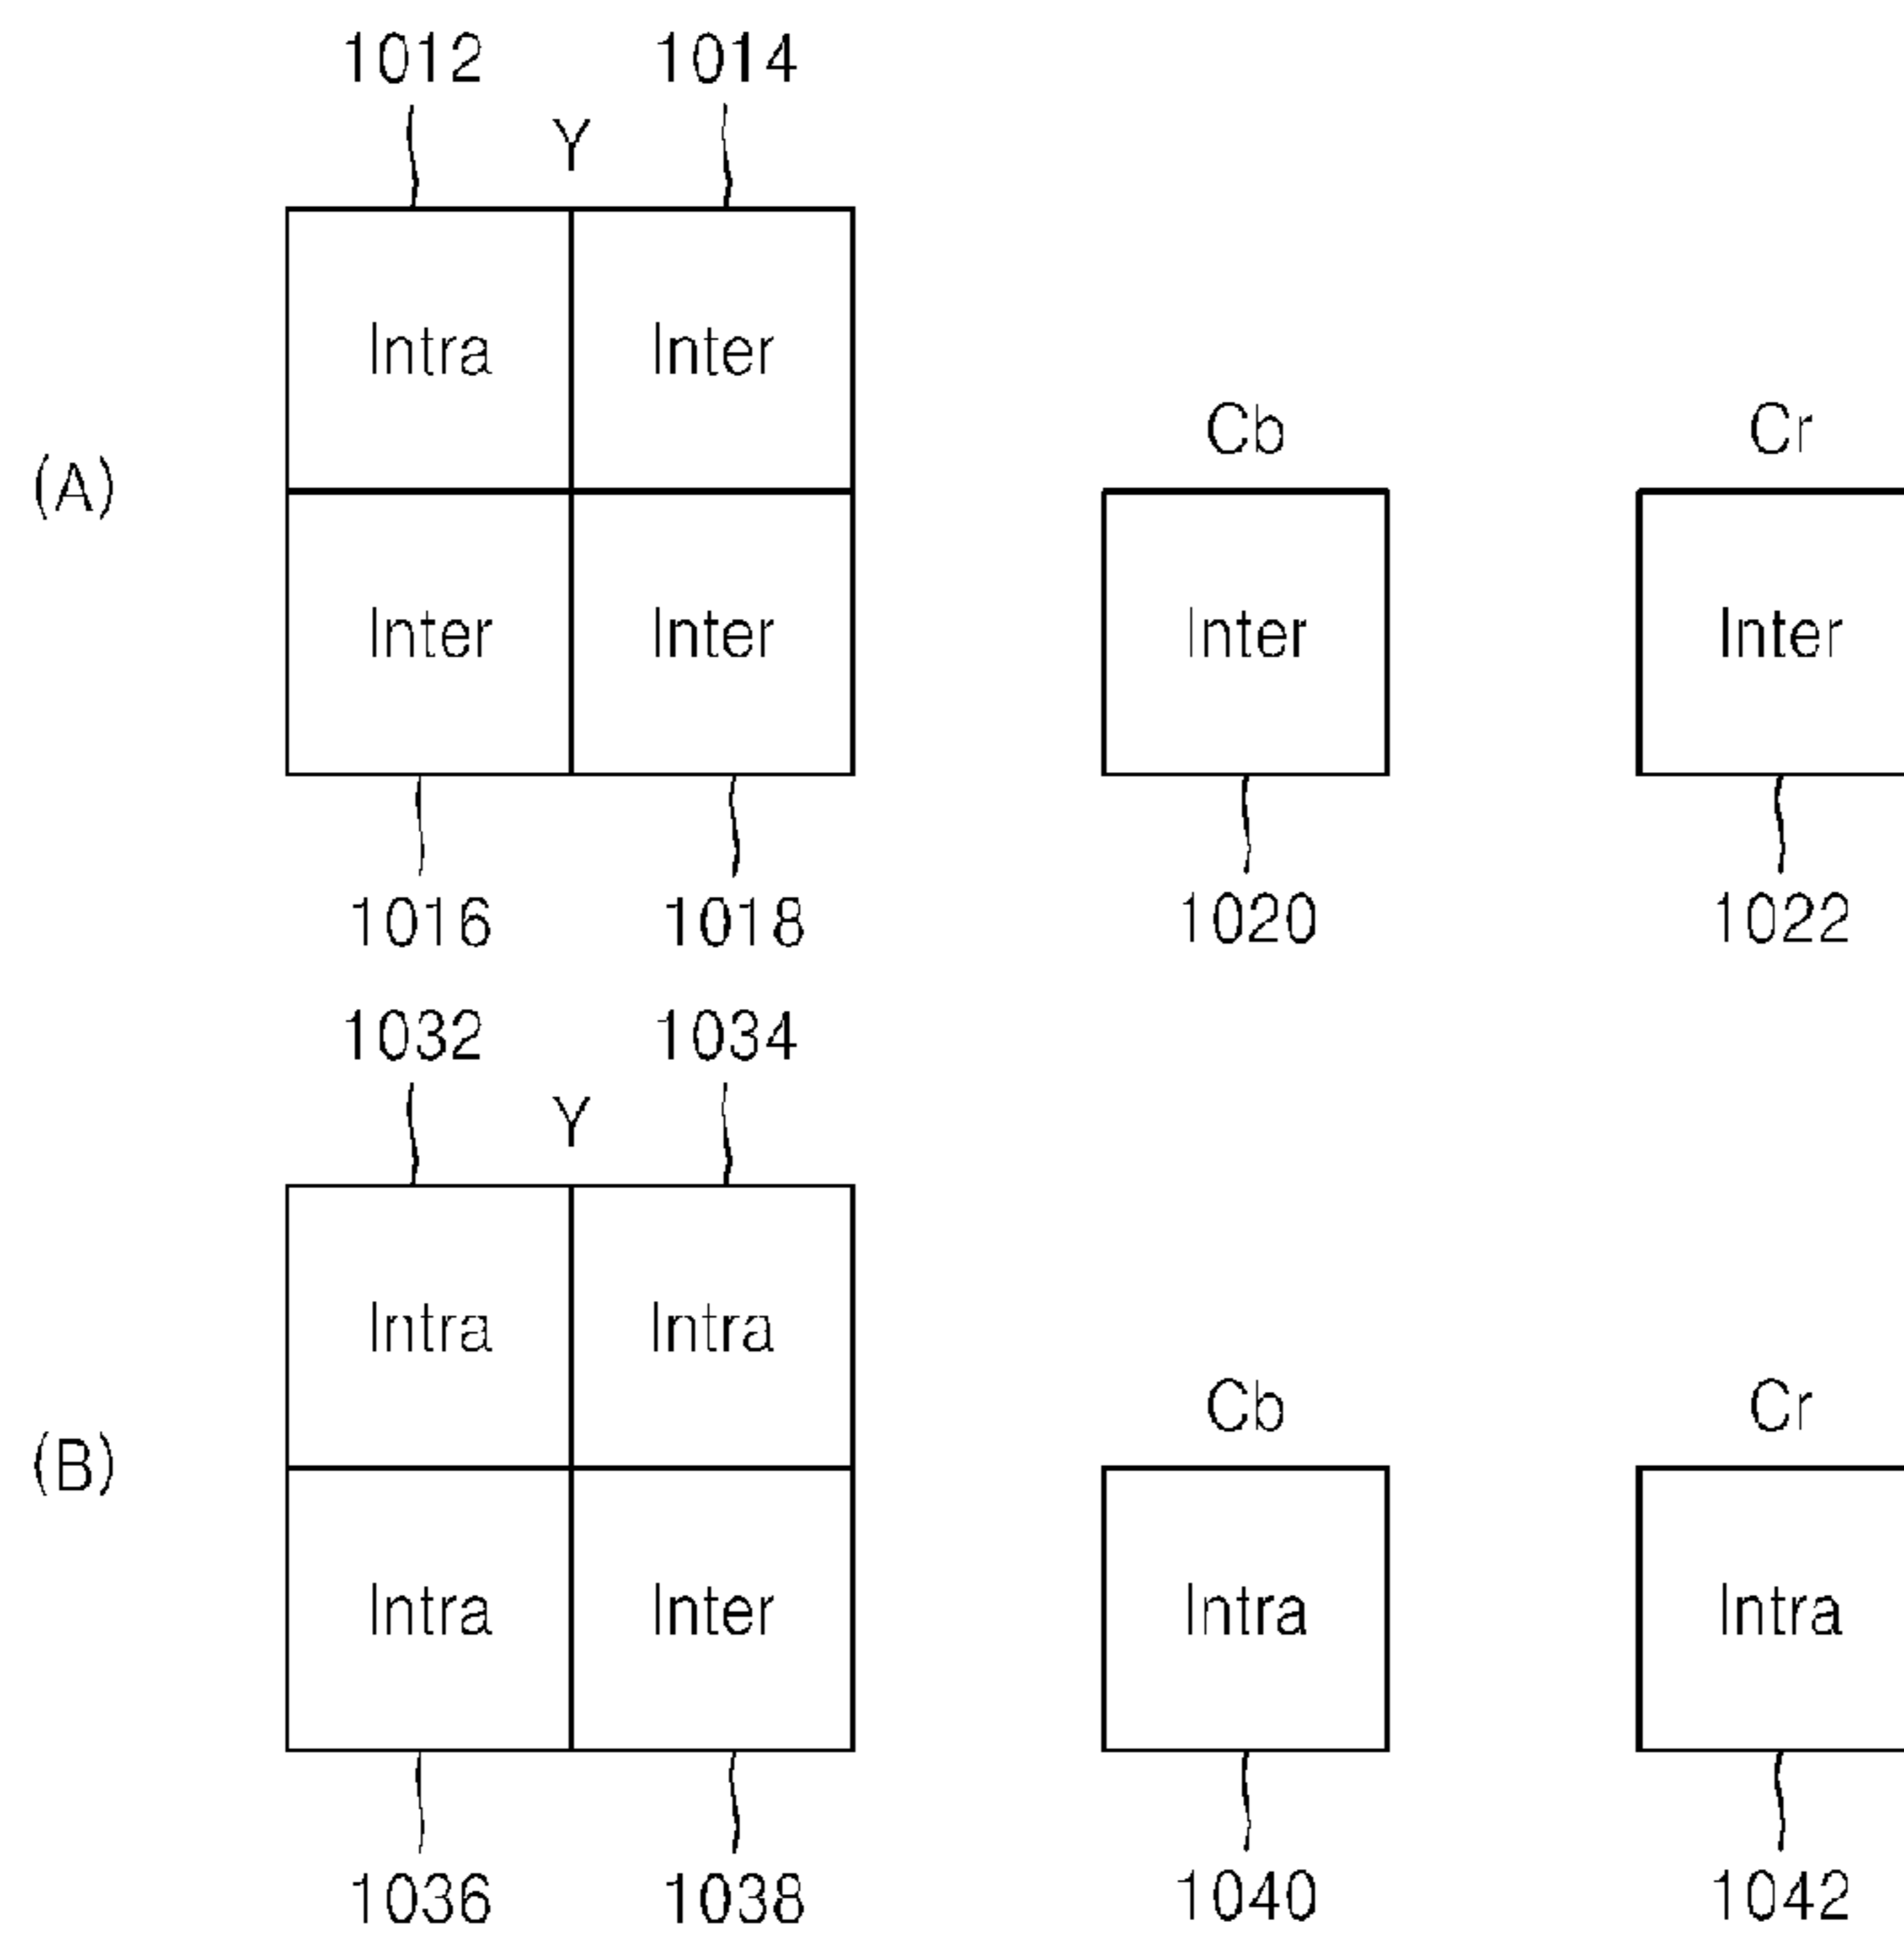 1012 1014
Y
Intra Inter
Cb Cr
(A)
Inter Inter Inter Inter
1016 1018 1020 1022
1032 1034
Y
Intra Intra
Cb Cr
(B)
Intra Inter Intra Intra
1036 1038 1040 1042